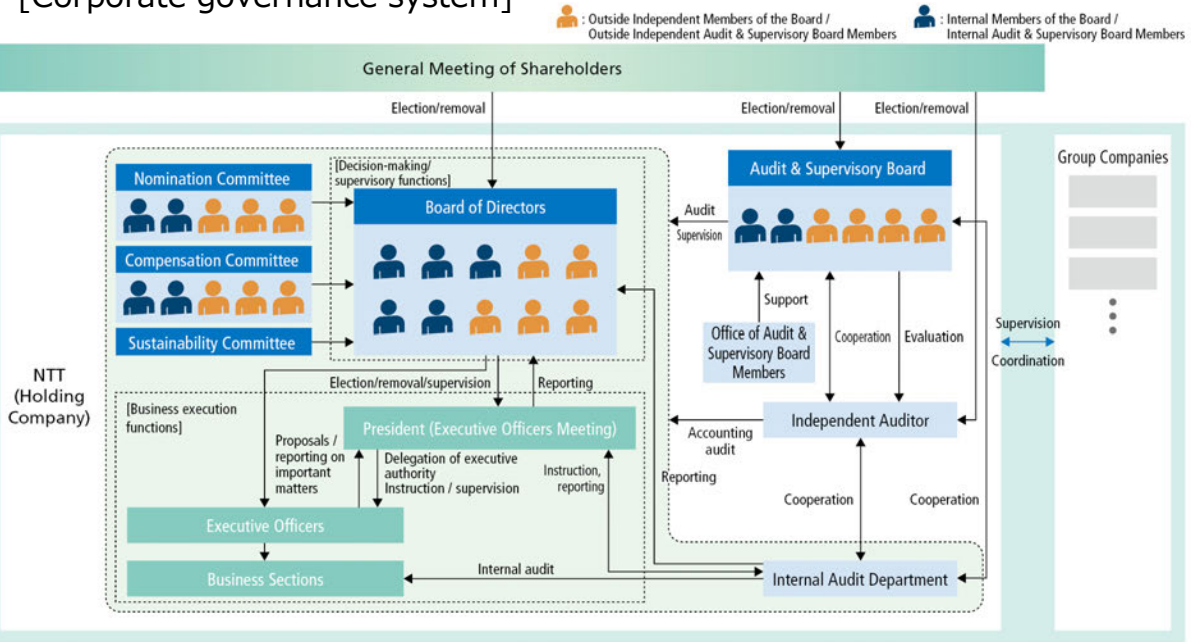 [Corporate governance system]
: Outside Independent Members of the Board /
Outside Independent Audit & Supervisory Board Members
: Internal Members of the Board /
Internal Audit & Supervisory Board Members
General Meeting of Shareholders
Election/removal
Election/removal
Election/removal
NTT
(Holding
Company)
Nomination Committee
Compensation Committee
Sustainability Committee
[Decision-making/
supervisory functions]
Board of Directors
Audit
Supervision
Audit & Supervisory Board
Support
Office of Audit &
Supervisory Board
Members
Cooperation
Evaluation
Group Companies
Supervision
Coordination
Election/removal/supervision
Reporting
[Business execution
functions]
President (Executive Officers Meeting)
Proposals /
reporting on
important
matters
Delegation of executive
authority
Instruction / supervision
Instruction,
reporting
Accounting
audit
Reporting
Independent Auditor
Cooperation
Cooperation
Executive Officers
Business Sections
Internal audit
Internal Audit Department